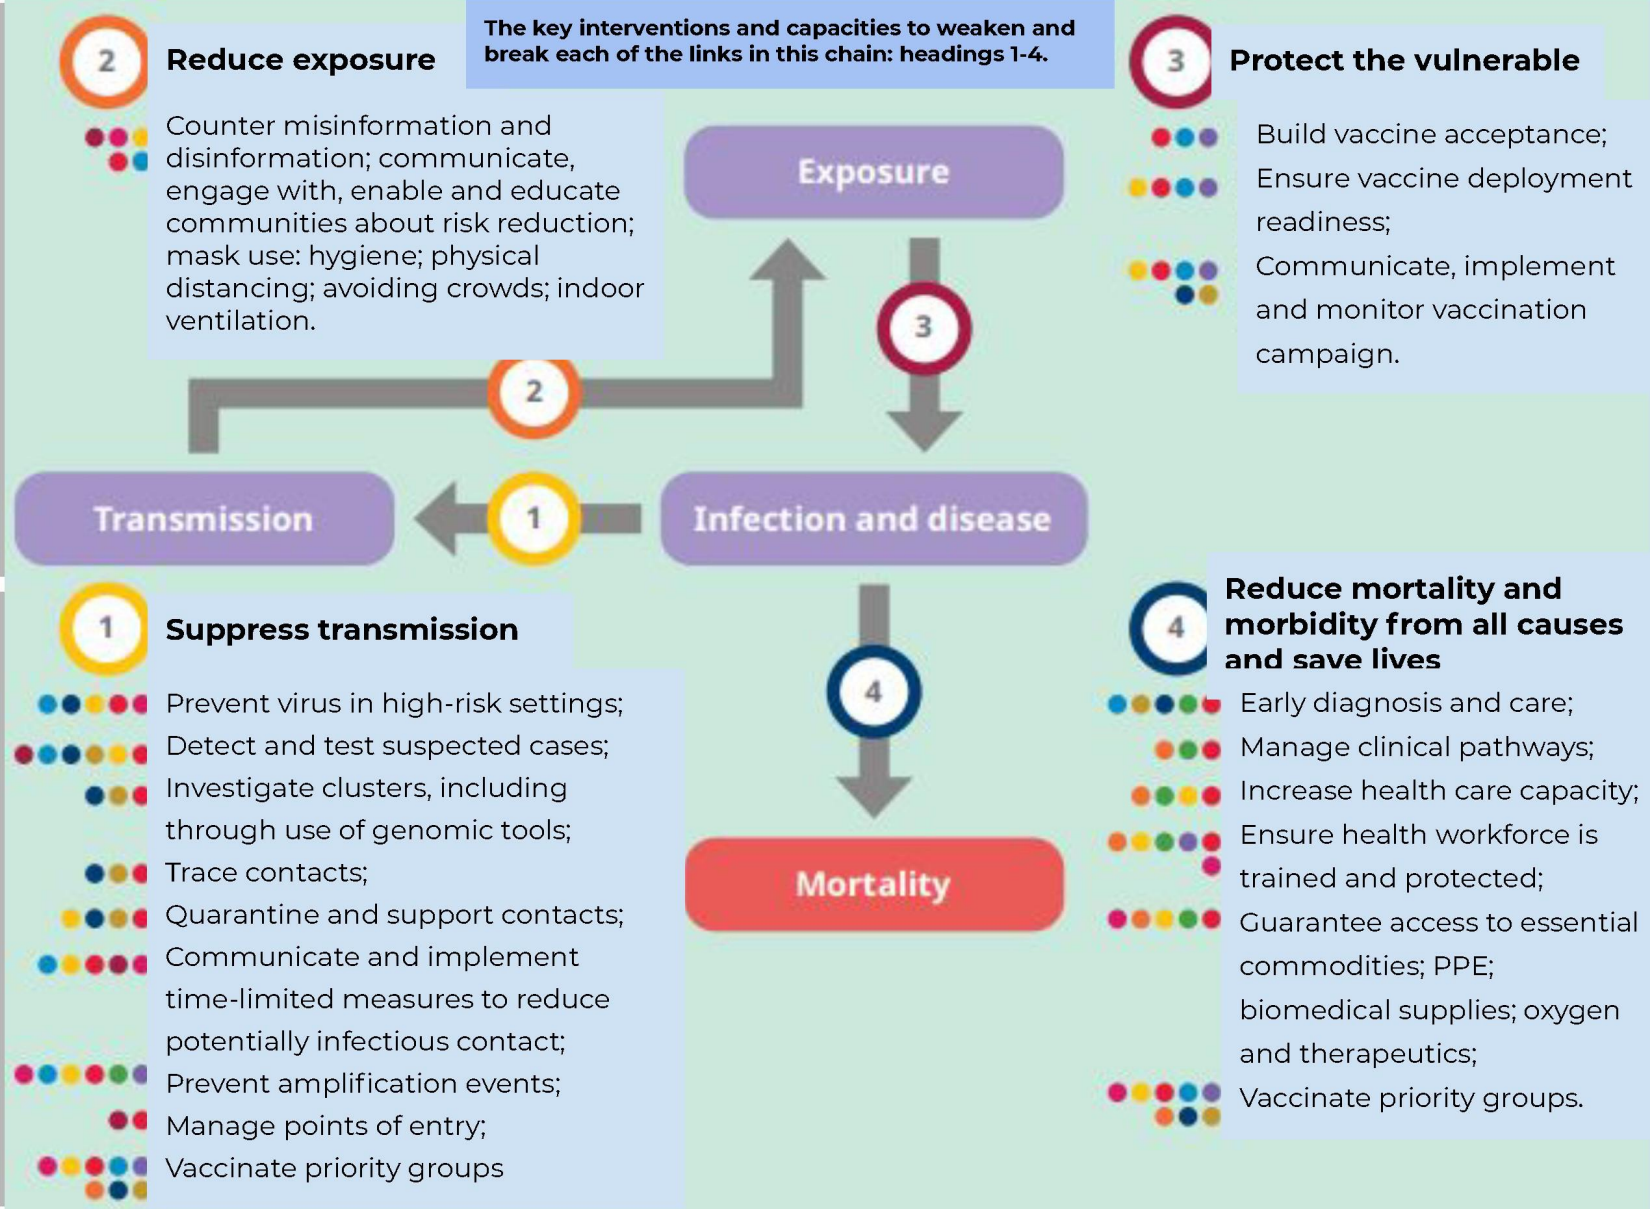 The key interventions and capacities to weaken and
break each of the links in this chain: headings 1-4.
2
Reduce exposure
Counter misinformation and
disinformation; communicate,
engage with, enable and educate
communities about risk reduction;
mask use: hygiene; physical
distancing; avoiding crowds; indoor
ventilation.
3
Protect the vulnerable
Build vaccine acceptance;
Ensure vaccine deployment
readiness;
Communicate, implement
and monitor vaccination
campaign.
Exposure
3
2
Transmission
1
Infection and disease
4
Mortality
1
Suppress transmission
Prevent virus in high-risk settings;
Detect and test suspected cases;
Investigate clusters, including
through use of genomic tools;
Trace contacts;
Quarantine and support contacts;
Communicate and implement
time-limited measures to reduce
potentially infectious contact;
Prevent amplification events;
Manage points of entry;
Vaccinate priority groups
4
Reduce mortality and
morbidity from all causes
and save lives
Early diagnosis and care;
Manage clinical pathways;
Increase health care capacity;
Ensure health workforce is
trained and protected;
Guarantee access to essential
commodities; PPE;
biomedical supplies; oxygen
and therapeutics;
Vaccinate priority groups.